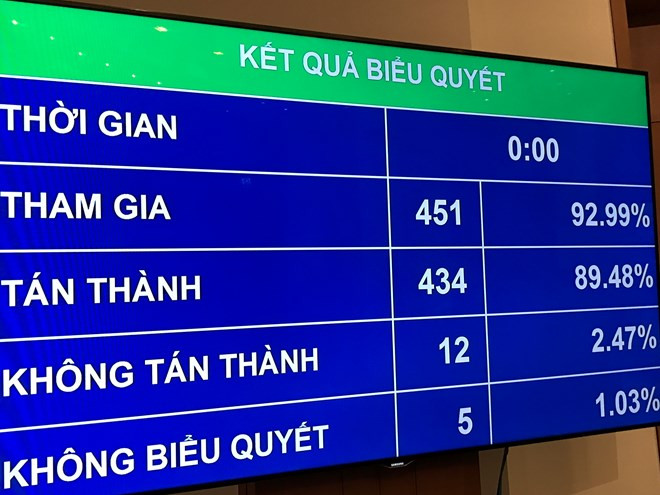 KẾT QUẢ BIỂU QUYẾT
THỜI GIAN 0:00
THAM GIA 451 92.99%
TÁN THÀNH 434 89.48%
KHÔNG TÁN THÀNH 12 2.47%
KHÔNG BIỂU QUYẾT 5 1.03%
SAMSUNG